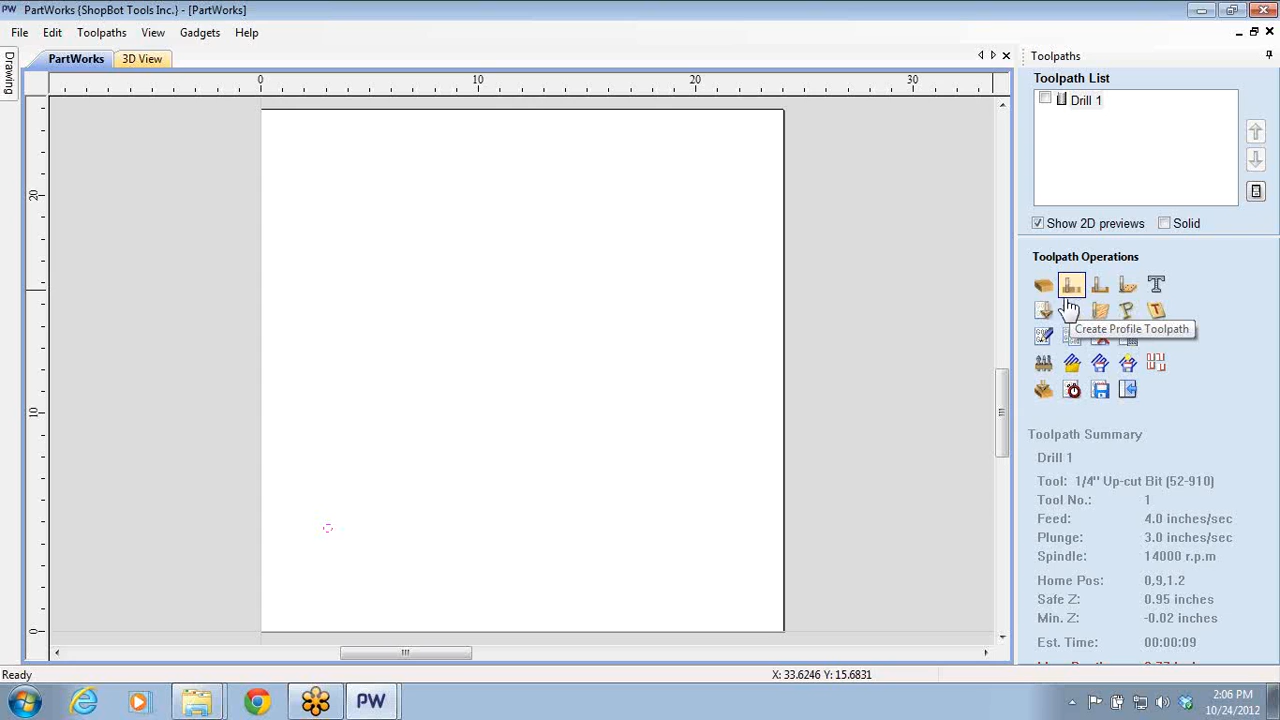 PW PartWorks {ShopBot Tools Inc.} - [PartWorks]
File Edit Toolpaths View Gadgets Help
Drawing
PartWorks 3D View
0 10 20 30
20
10
0
Toolpaths
Toolpath List
Drill 1
Show 2D previews Solid
Toolpath Operations
Create Profile Toolpath
Toolpath Summary
Drill 1
Tool: 1/4" Up-cut Bit (52-910)
Tool No.: 1
Feed: 4.0 inches/sec
Plunge: 3.0 inches/sec
Spindle: 14000 r.p.m
Home Pos: 0,9,1.2
Safe Z: 0.95 inches
Min. Z: -0.02 inches
Est. Time: 00:00:09
Ready
X: 33.6246 Y: 15.6831
PW
2:06 PM
10/24/2012